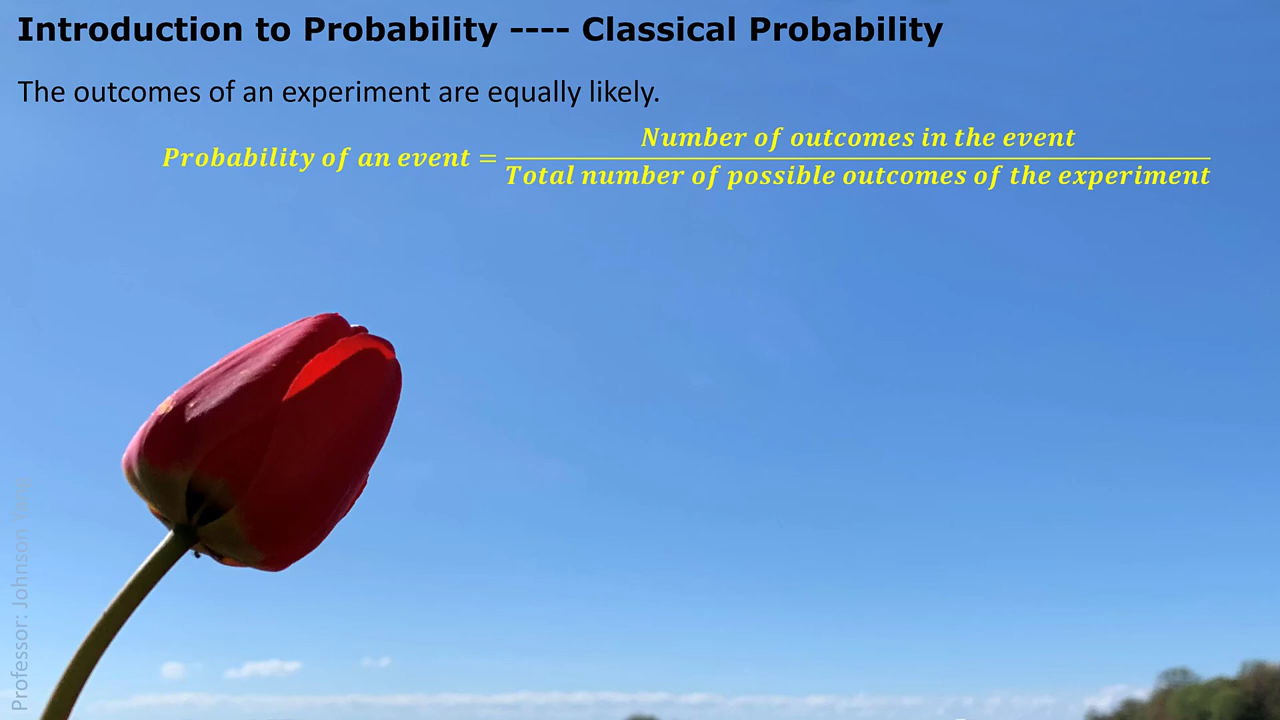 Introduction to Probability ---- Classical Probability
The outcomes of an experiment are equally likely.
Probability of an event = Number of outcomes in the event / Total number of possible outcomes of the experiment
Professor: Johnson